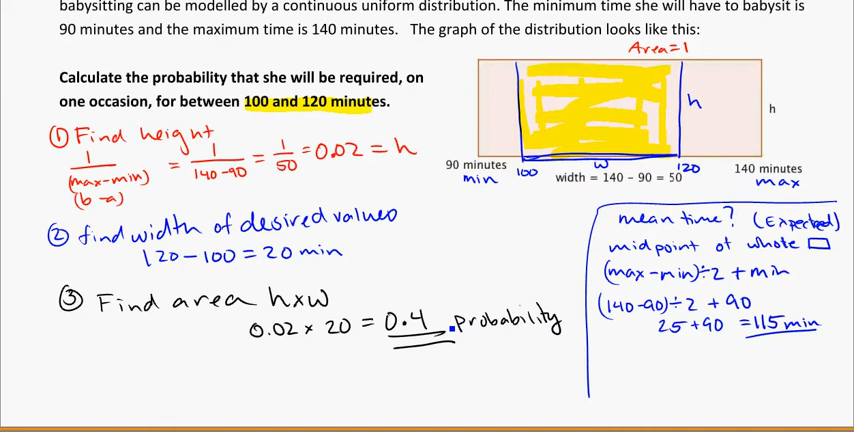 babysitting can be modelled by a continuous uniform distribution. The minimum time she will have to babysit is
90 minutes and the maximum time is 140 minutes. The graph of the distribution looks like this:
Area=1
Calculate the probability that she will be required, on
one occasion, for between 100 and 120 minutes.
h
h
90 minutes
min
100
w
width = 140 - 90 = 50
120
140 minutes
max
① Find height
1/(max-min) = 1/140-90 = 1/50 = 0.02 = h
(b-a)
② find width of desired values
120-100 = 20 min
③ Find area hxw
0.02 x 20 = 0.4 . Probability
mean time? (Expected)
midpoint of whole
(max-min)÷2 + min
(140-90)÷2 + 90
25+90 = 115 min